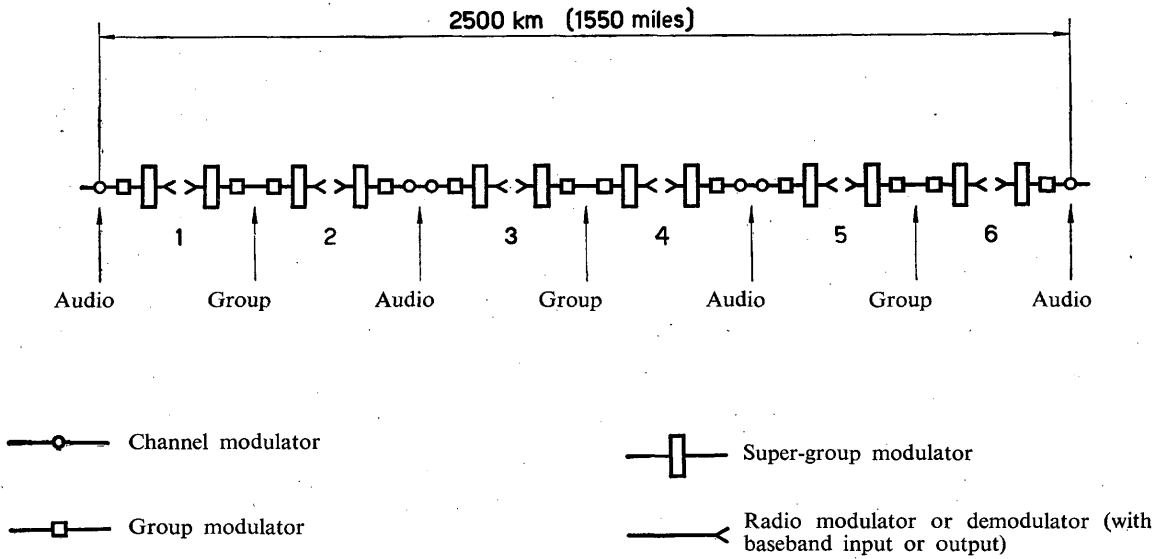 2500 km (1550 miles)
1 2 3 4 5 6
Audio Group Audio Group Audio Group Audio
Channel modulator
Super-group modulator
Group modulator
Radio modulator or demodulator (with
baseband input or output)